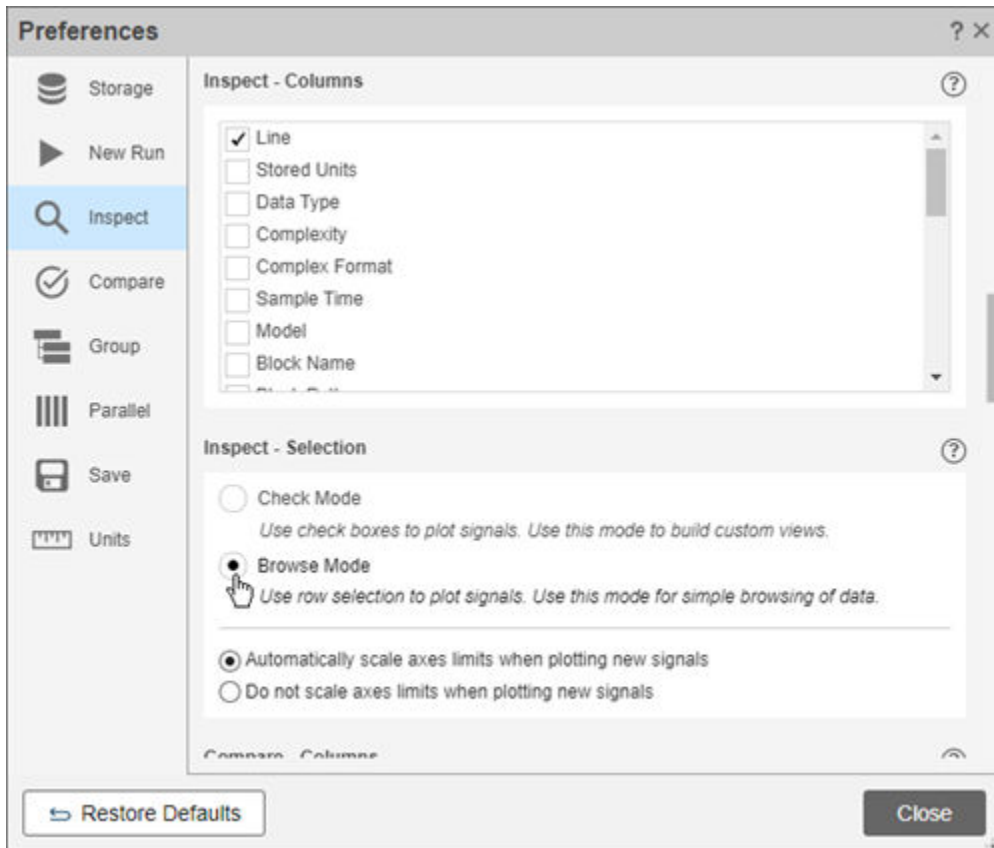 Preferences
?
Storage
New Run
Inspect
Compare
Group
Parallel
Save
Units
Inspect - Columns
?
Line
Stored Units
Data Type
Complexity
Complex Format
Sample Time
Model
Block Name
Inspect - Selection
?
Check Mode
Use check boxes to plot signals. Use this mode to build custom views.
Browse Mode
Use row selection to plot signals. Use this mode for simple browsing of data.
Automatically scale axes limits when plotting new signals
Do not scale axes limits when plotting new signals
Compare - Columns
Restore Defaults
Close